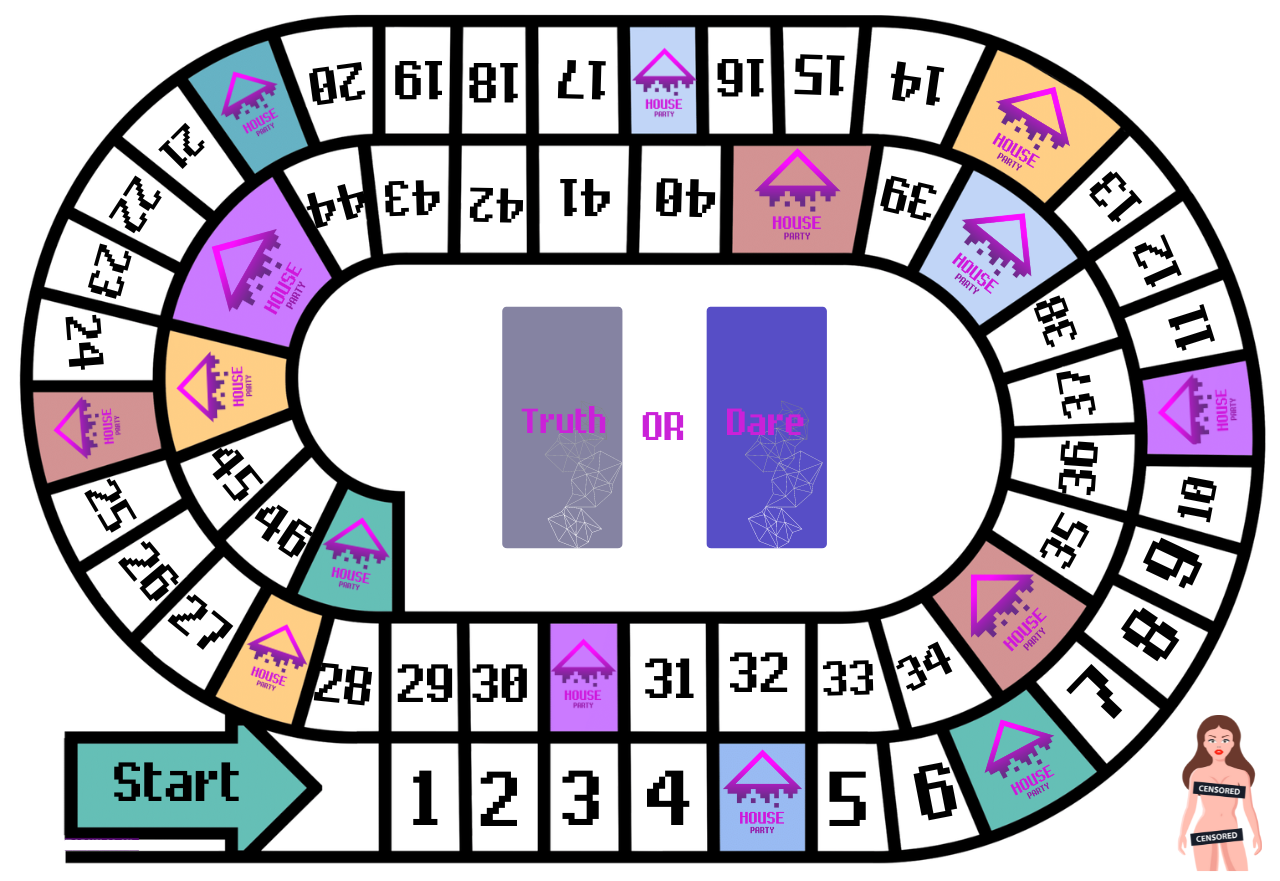 Start
1
2
3
4
HOUSE
PARTY
5
6
HOUSE
PARTY
7
8
9
10
HOUSE
PARTY
11
12
13
HOUSE
PARTY
14
15
16
HOUSE
PARTY
17
18
19
20
HOUSE
PARTY
21
22
23
24
HOUSE
PARTY
25
26
27
HOUSE
PARTY
28
29
30
HOUSE
PARTY
31
32
33
34
HOUSE
PARTY
35
36
37
38
HOUSE
PARTY
39
HOUSE
PARTY
40
41
42
43
44
HOUSE
PARTY
HOUSE
PARTY
45
46
HOUSE
PARTY
Truth OR Dare
CENSORED
CENSORED